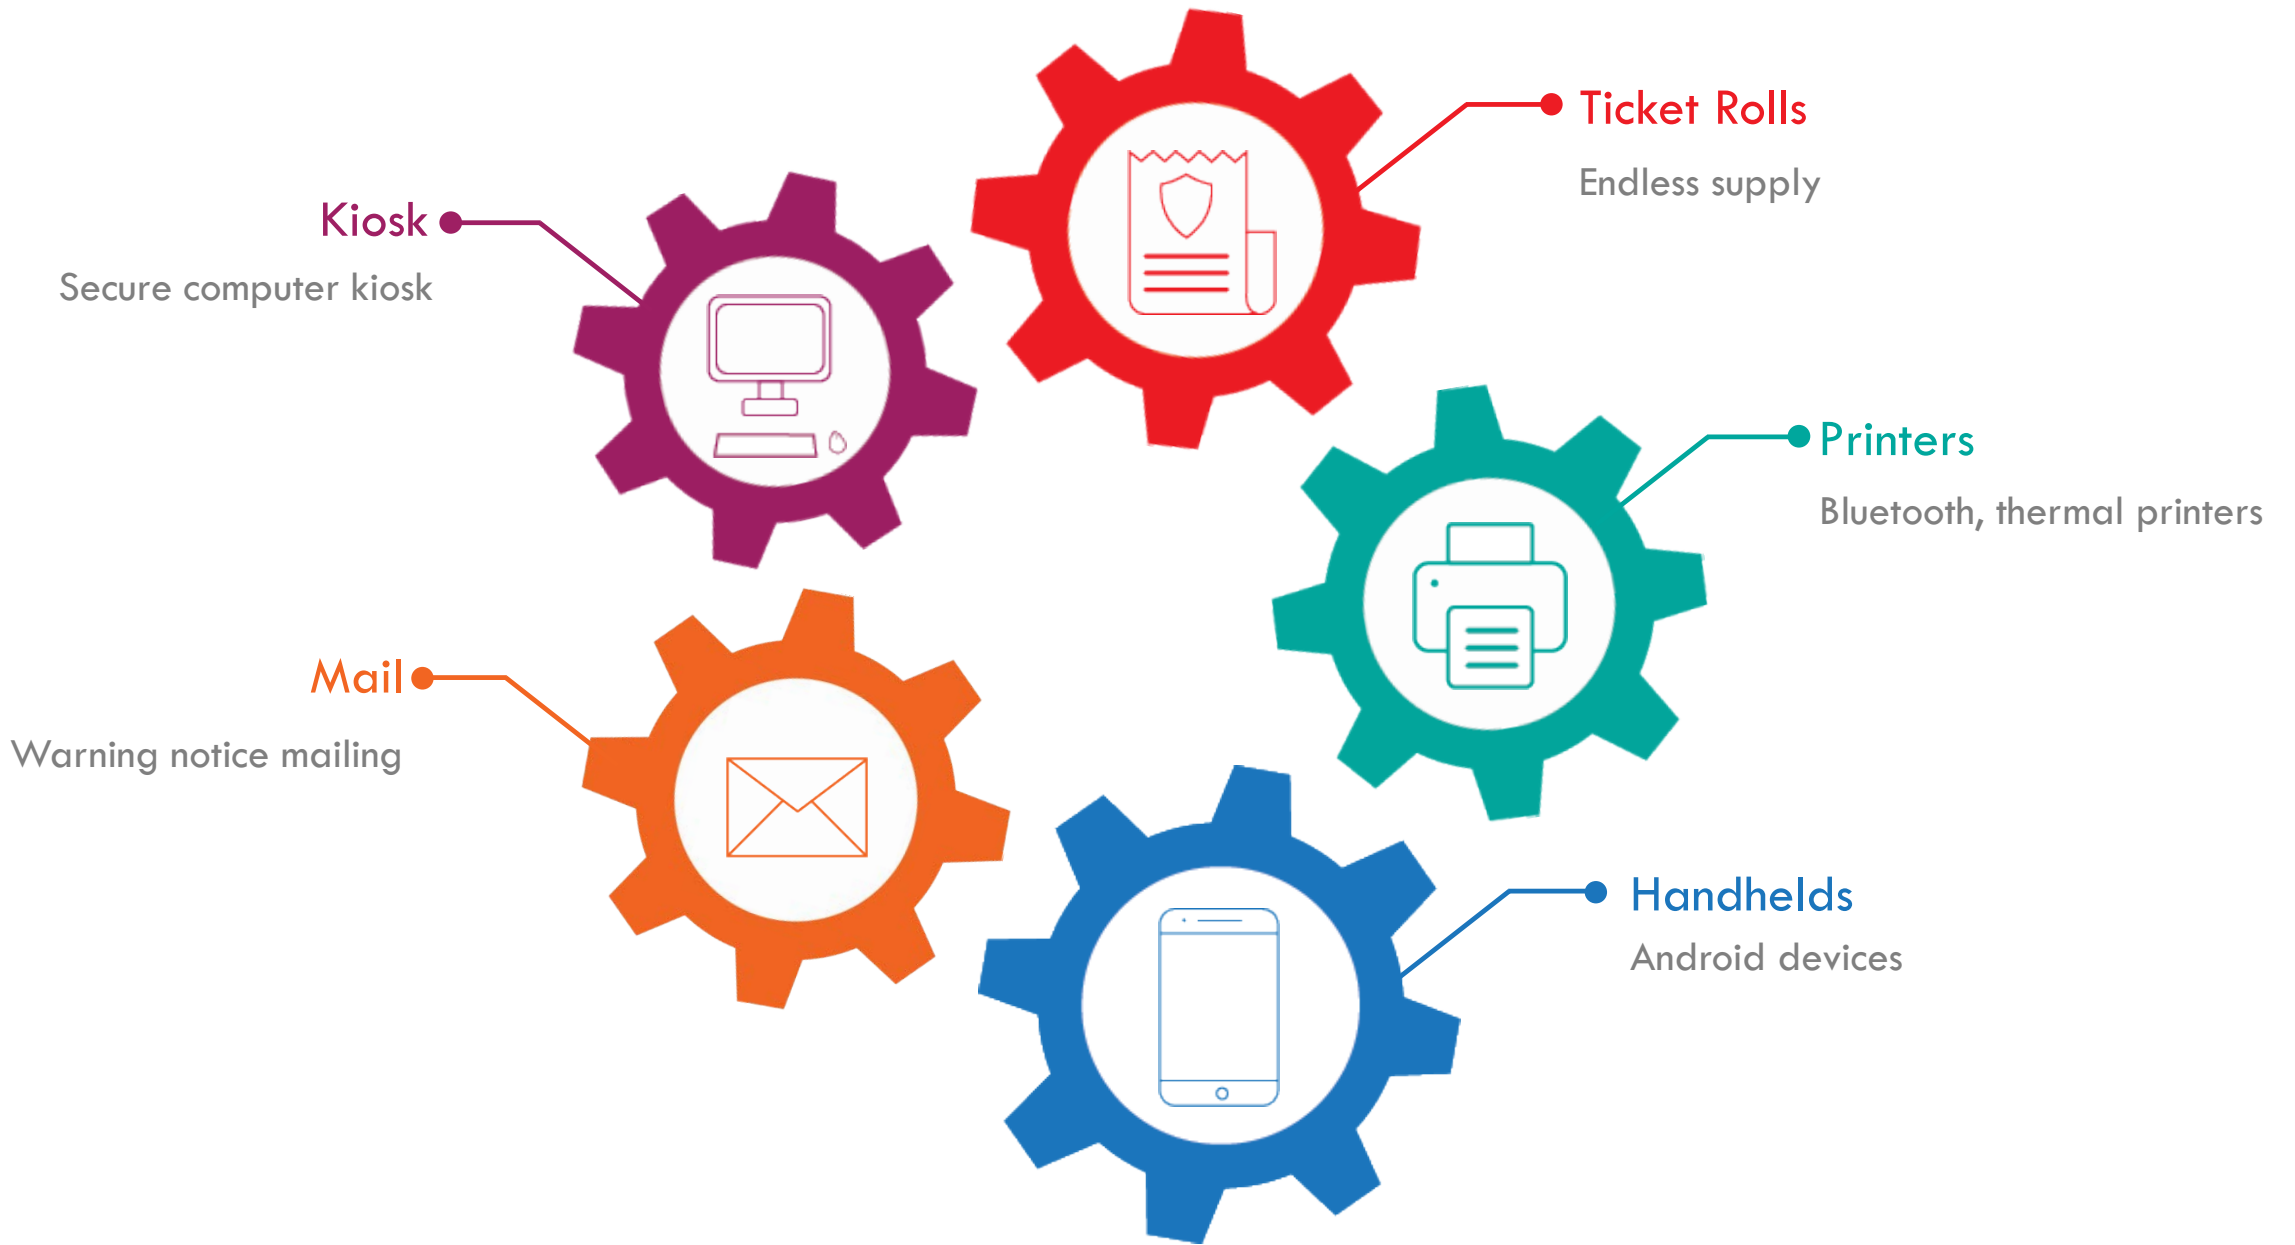 Ticket Rolls
Endless supply
Kiosk
Secure computer kiosk
Printers
Bluetooth, thermal printers
Mail
Warning notice mailing
Handhelds
Android devices